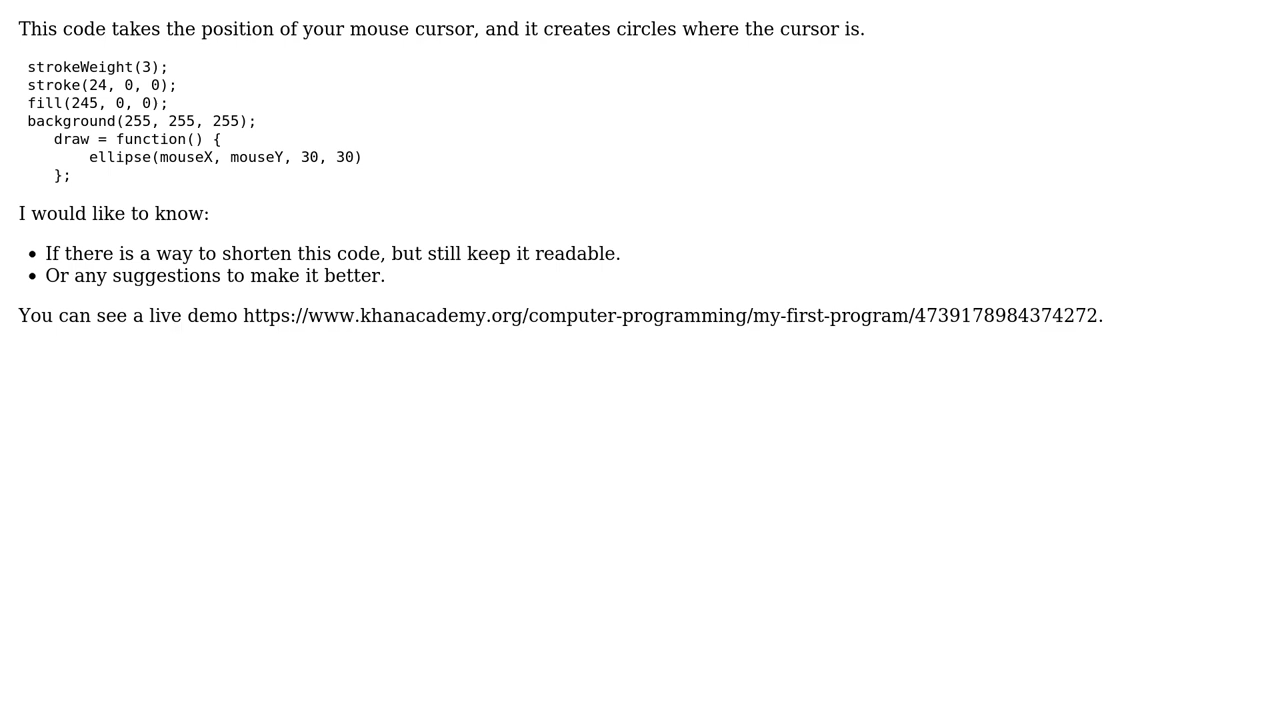 This code takes the position of your mouse cursor, and it creates circles where the cursor is.
strokeWeight(3);
stroke(24, 0, 0);
fill(245, 0, 0);
background(255, 255, 255);
draw = function() {
ellipse(mouseX, mouseY, 30, 30)
};
I would like to know:
• If there is a way to shorten this code, but still keep it readable.
• Or any suggestions to make it better.
You can see a live demo https://www.khanacademy.org/computer-programming/my-first-program/4739178984374272.